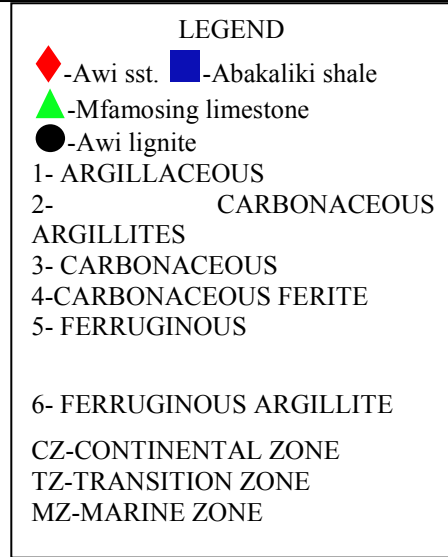 LEGEND
-Awi sst. -Abakaliki shale
-Mfamosing limestone
-Awi lignite
1- ARGILLACEOUS
2- CARBONACEOUS
ARGILLITES
3- CARBONACEOUS
4-CARBONACEOUS FERITE
5- FERRUGINOUS
6- FERRUGINOUS ARGILLITE
CZ-CONTINENTAL ZONE
TZ-TRANSITION ZONE
MZ-MARINE ZONE